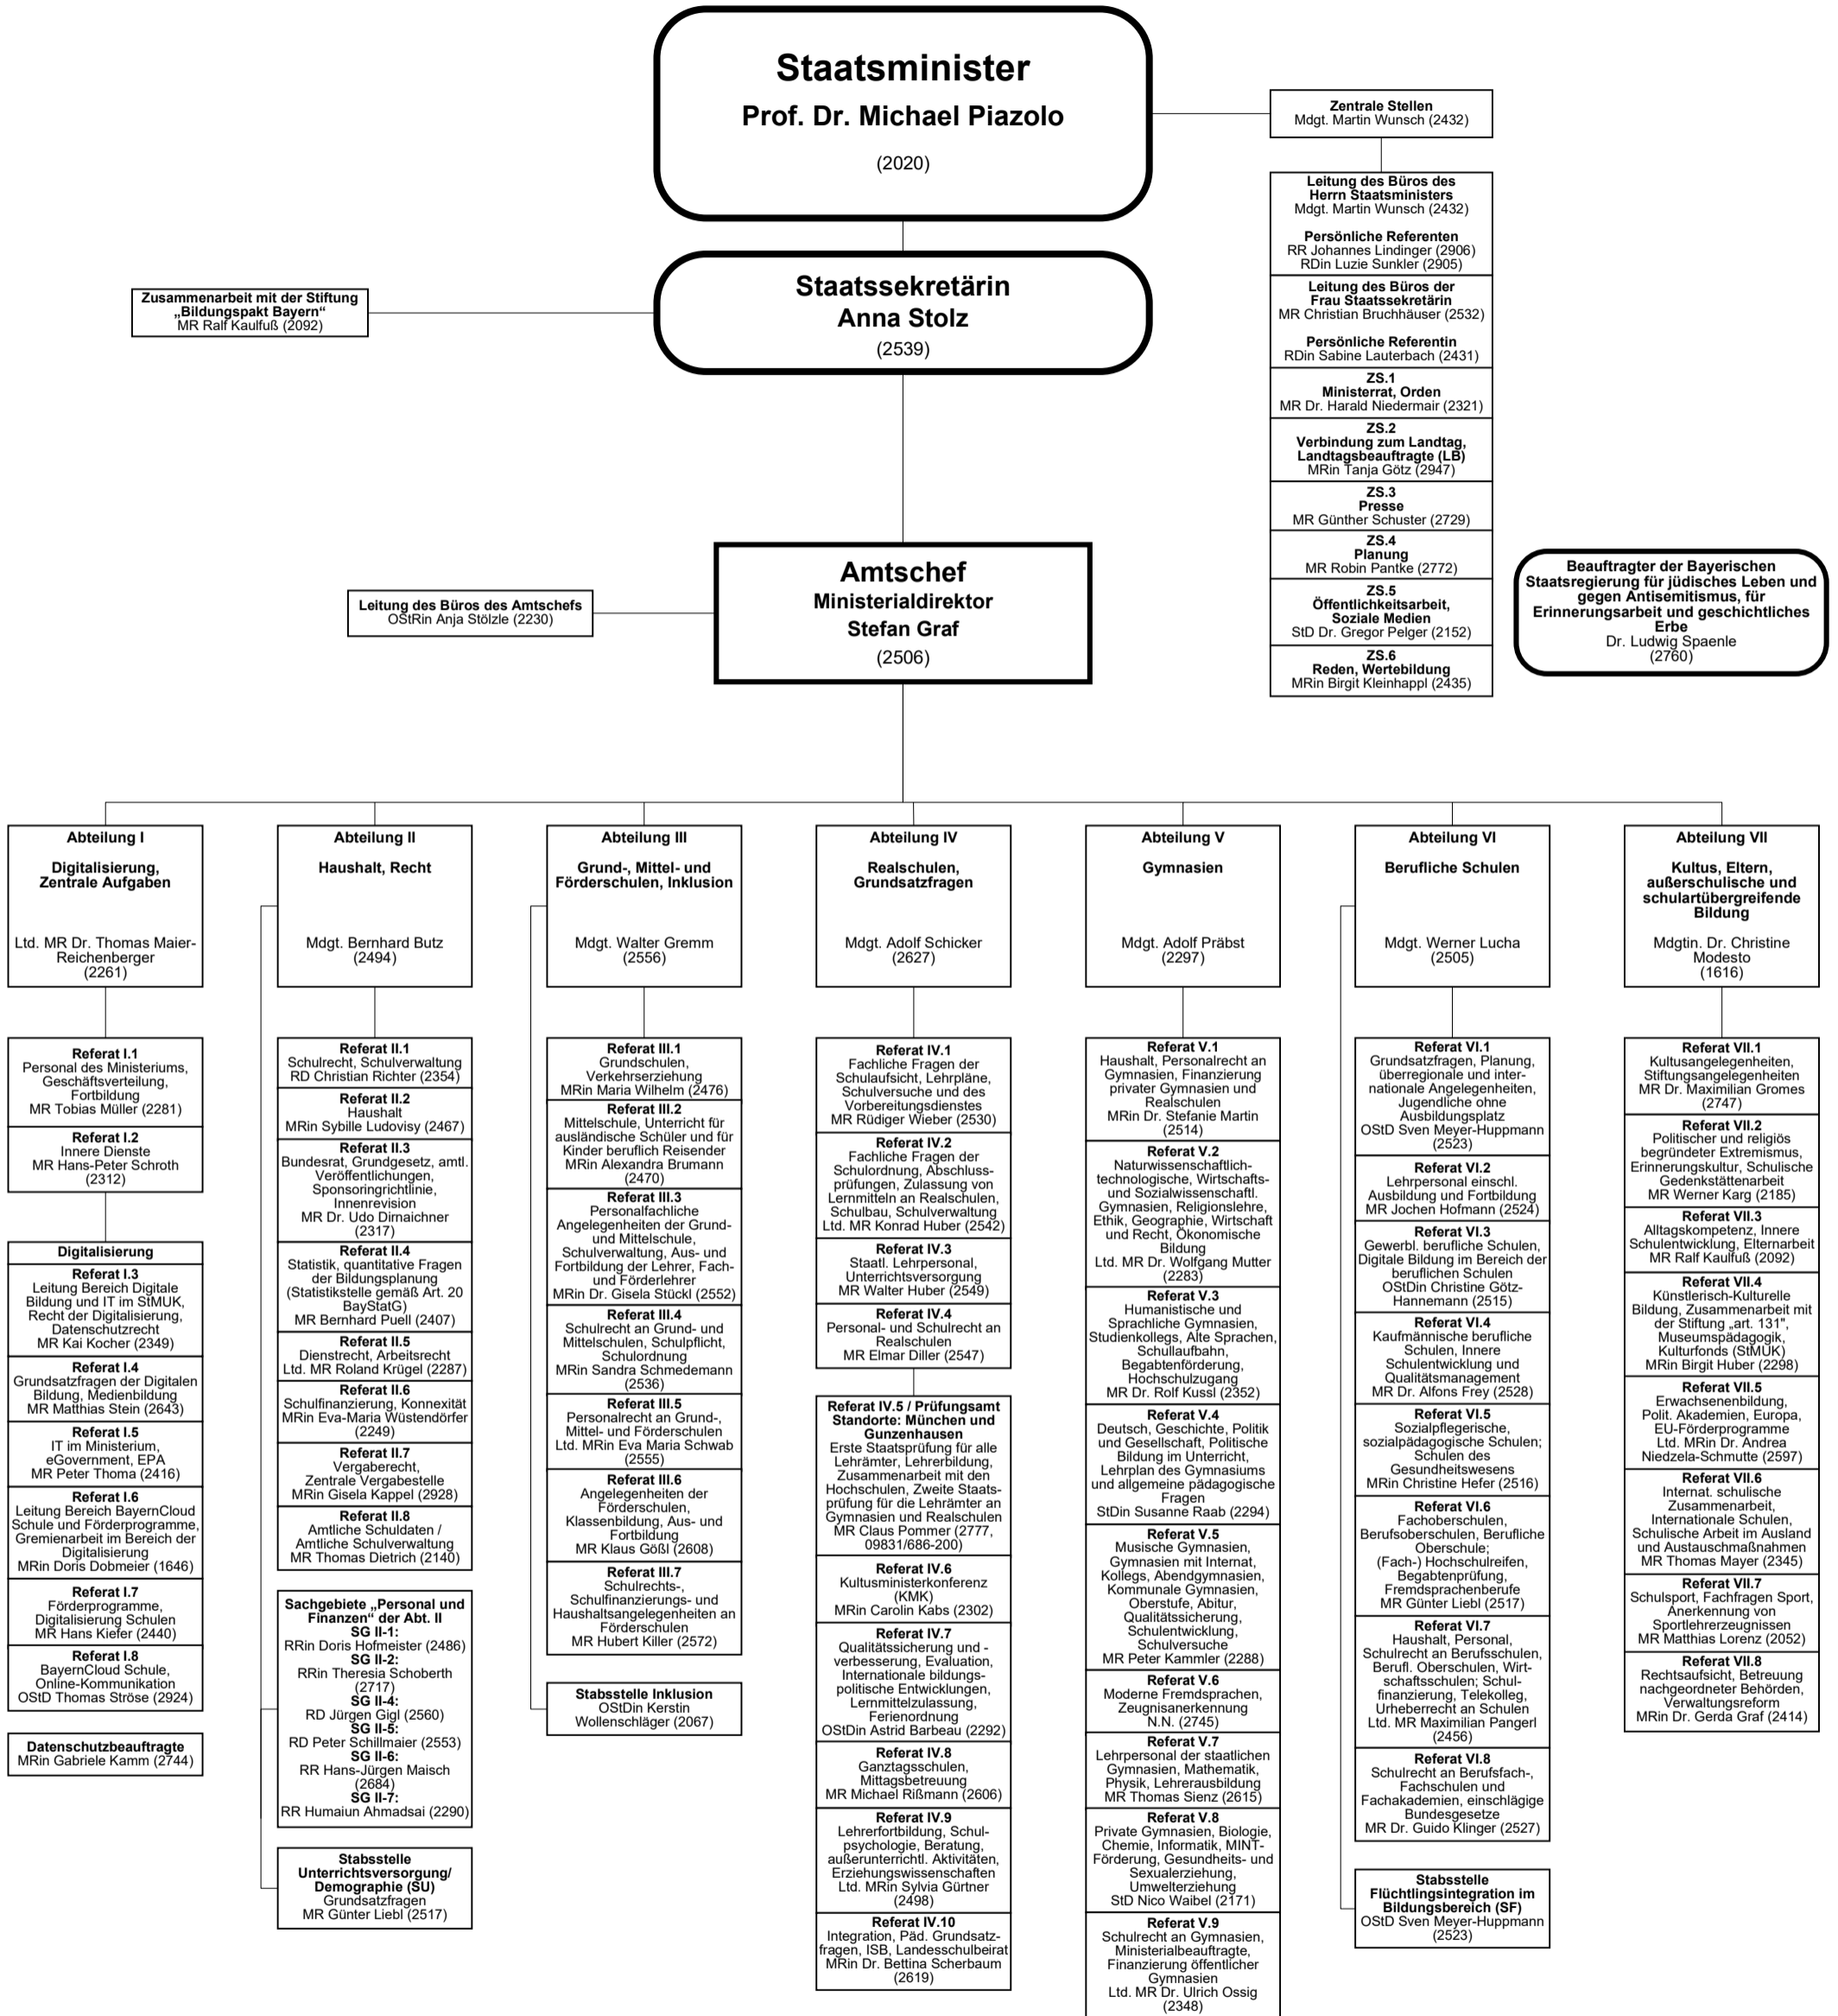 Staatsminister
Prof. Dr. Michael Piazolo
(2020)
Zentrale Stellen
Mdgt. Martin Wunsch (2432)
Leitung des Büros des
Herrn Staatsministers
Mdgt. Martin Wunsch (2432)
Persönliche Referenten
RR Johannes Lindinger (2906)
RDin Luzie Sunkler (2905)
Leitung des Büros der
Frau Staatssekretärin
MR Christian Bruchhäuser (2532)
Persönliche Referentin
RDin Sabine Lauterbach (2431)
ZS.1
Ministerrat, Orden
MR Dr. Harald Niedermair (2321)
ZS.2
Verbindung zum Landtag,
Landtagsbeauftragte (LB)
MRin Tanja Götz (2947)
ZS.3
Presse
MR Günther Schuster (2729)
ZS.4
Planung
MR Robin Pantke (2772)
ZS.5
Öffentlichkeitsarbeit,
Soziale Medien
StD Dr. Gregor Pelger (2152)
ZS.6
Reden, Wertebildung
MRin Birgit Kleinhappl (2435)
Staatssekretärin
Anna Stolz
(2539)
Zusammenarbeit mit der Stiftung
„Bildungspakt Bayern“
MR Ralf Kaulfuß (2092)
Amtschef
Ministerialdirektor
Stefan Graf
(2506)
Leitung des Büros des Amtschefs
OStRin Anja Stölzle (2230)
Beauftragter der Bayerischen
Staatsregierung für jüdisches Leben und
gegen Antisemitismus, für
Erinnerungsarbeit und geschichtliches
Erbe
Dr. Ludwig Spaenle
(2760)
Abteilung I
Digitalisierung,
Zentrale Aufgaben
Ltd. MR Dr. Thomas Maier-
Reichenberger
(2261)
Referat I.1
Personal des Ministeriums,
Geschäftsverteilung,
Fortbildung
MR Tobias Müller (2281)
Referat I.2
Innere Dienste
MR Hans-Peter Schroth
(2312)
Digitalisierung
Referat I.3
Leitung Bereich Digitale
Bildung und IT im StMUK,
Recht der Digitalisierung,
Datenschutzrecht
MR Kai Kocher (2349)
Referat I.4
Grundsatzfragen der Digitalen
Bildung, Medienbildung
MR Matthias Stein (2643)
Referat I.5
IT im Ministerium,
eGovernment, EPA
MR Peter Thoma (2416)
Referat I.6
Leitung Bereich BayernCloud
Schule und Förderprogramme,
Gremienarbeit im Bereich der
Digitalisierung
MRin Doris Dobmeier (1646)
Referat I.7
Förderprogramme,
Digitalisierung Schulen
MR Hans Kiefer (2440)
Referat I.8
BayernCloud Schule,
Online-Kommunikation
OStD Thomas Ströse (2924)
Datenschutzbeauftragte
MRin Gabriele Kamm (2744)
Abteilung II
Haushalt, Recht
Mdgt. Bernhard Butz
(2494)
Referat II.1
Schulrecht, Schulverwaltung
RD Christian Richter (2354)
Referat II.2
Haushalt
MRin Sybille Ludovisy (2467)
Referat II.3
Bundesrat, Grundgesetz, amtl.
Veröffentlichungen,
Sponsoringrichtlinie,
Innenrevision
MR Dr. Udo Dirnaichner
(2317)
Referat II.4
Statistik, quantitative Fragen
der Bildungsplanung
(Statistikstelle gemäß Art. 20
BayStatG)
MR Bernhard Puell (2407)
Referat II.5
Dienstrecht, Arbeitsrecht
Ltd. MR Roland Krügel (2287)
Referat II.6
Schulfinanzierung, Konnexität
MRin Eva-Maria Wüstendörfer
(2249)
Referat II.7
Vergaberecht,
Zentrale Vergabestelle
MRin Gisela Kappel (2928)
Referat II.8
Amtliche Schuldaten /
Amtliche Schulverwaltung
MR Thomas Dietrich (2140)
Sachgebiete „Personal und
Finanzen“ der Abt. II
SG II-1:
RRin Doris Hofmeister (2486)
SG II-2:
RRin Theresia Schoberth
(2717)
SG II-4:
RD Jürgen Gigl (2560)
SG II-5:
RD Peter Schillmaier (2553)
SG II-6:
RR Hans-Jürgen Maisch
(2684)
SG II-7:
RR Humaiun Ahmadsai (2290)
Stabsstelle
Unterrichtsversorgung/
Demographie (SU)
Grundsatzfragen
MR Günter Liebl (2517)
Abteilung III
Grund-, Mittel- und
Förderschulen, Inklusion
Mdgt. Walter Gremm
(2556)
Referat III.1
Grundschulen,
Verkehrserziehung
MRin Maria Wilhelm (2476)
Referat III.2
Mittelschule, Unterricht für
ausländische Schüler und für
Kinder beruflich Reisender
MRin Alexandra Brumann
(2470)
Referat III.3
Personalfachliche
Angelegenheiten der Grund-
und Mittelschule,
Schulverwaltung, Aus- und
Fortbildung der Lehrer, Fach-
und Förderlehrer
MRin Dr. Gisela Stückl (2552)
Referat III.4
Schulrecht an Grund- und
Mittelschulen, Schulpflicht,
Schulordnung
MRin Sandra Schmedemann
(2536)
Referat III.5
Personalrecht an Grund-,
Mittel- und Förderschulen
Ltd. MRin Eva Maria Schwab
(2555)
Referat III.6
Angelegenheiten der
Förderschulen,
Klassenbildung, Aus- und
Fortbildung
MR Klaus Gößl (2608)
Referat III.7
Schulrechts-,
Schulfinanzierungs- und
Haushaltsangelegenheiten an
Förderschulen
MR Hubert Killer (2572)
Stabsstelle Inklusion
OStDin Kerstin
Wollenschläger (2067)
Abteilung IV
Realschulen,
Grundsatzfragen
Mdgt. Adolf Schicker
(2627)
Referat IV.1
Fachliche Fragen der
Schulaufsicht, Lehrpläne,
Schulversuche und des
Vorbereitungsdienstes
MR Rüdiger Wieber (2530)
Referat IV.2
Fachliche Fragen der
Schulordnung, Abschluss-
prüfungen, Zulassung von
Lernmitteln an Realschulen,
Schulbau, Schulverwaltung
Ltd. MR Konrad Huber (2542)
Referat IV.3
Staatl. Lehrpersonal,
Unterrichtsversorgung
MR Walter Huber (2549)
Referat IV.4
Personal- und Schulrecht an
Realschulen
MR Elmar Diller (2547)
Referat IV.5 / Prüfungsamt
Standorte: München und
Gunzenhausen
Erste Staatsprüfung für alle
Lehrämter, Lehrerbildung,
Zusammenarbeit mit den
Hochschulen, Zweite Staats-
prüfung für die Lehrämter an
Gymnasien und Realschulen
MR Claus Pommer (2777,
09831/686-200)
Referat IV.6
Kultusministerkonferenz
(KMK)
MRin Carolin Kabs (2302)
Referat IV.7
Qualitätssicherung und -
verbesserung, Evaluation,
Internationale bildungs-
politische Entwicklungen,
Lernmittelzulassung,
Ferienordnung
OStDin Astrid Barbeau (2292)
Referat IV.8
Ganztagsschulen,
Mittagsbetreuung
MR Michael Rißmann (2606)
Referat IV.9
Lehrerfortbildung, Schul-
psychologie, Beratung,
außerunterrichtl. Aktivitäten,
Erziehungswissenschaften
Ltd. MRin Sylvia Gürtner
(2498)
Referat IV.10
Integration, Päd. Grundsatz-
fragen, ISB, Landesschulbeirat
MRin Dr. Bettina Scherbaum
(2619)
Abteilung V
Gymnasien
Mdgt. Adolf Präbst
(2297)
Referat V.1
Haushalt, Personalrecht an
Gymnasien, Finanzierung
privater Gymnasien und
Realschulen
MRin Dr. Stefanie Martin
(2514)
Referat V.2
Naturwissenschaftlich-
technologische, Wirtschafts-
und Sozialwissenschaftl.
Gymnasien, Religionslehre,
Ethik, Geographie, Wirtschaft
und Recht, Ökonomische
Bildung
Ltd. MR Dr. Wolfgang Mutter
(2283)
Referat V.3
Humanistische und
Sprachliche Gymnasien,
Studienkollegs, Alte Sprachen,
Schullaufbahn,
Begabtenförderung,
Hochschulzugang
MR Dr. Rolf Kussl (2352)
Referat V.4
Deutsch, Geschichte, Politik
und Gesellschaft, Politische
Bildung im Unterricht,
Lehrplan des Gymnasiums
und allgemeine pädagogische
Fragen
StDin Susanne Raab (2294)
Referat V.5
Musische Gymnasien,
Gymnasien mit Internat,
Kollegs, Abendgymnasien,
Kommunale Gymnasien,
Oberstufe, Abitur,
Qualitätssicherung,
Schulentwicklung,
Schulversuche
MR Peter Kammler (2288)
Referat V.6
Moderne Fremdsprachen,
Zeugnisanerkennung
N.N. (2745)
Referat V.7
Lehrpersonal der staatlichen
Gymnasien, Mathematik,
Physik, Lehrerausbildung
MR Thomas Sienz (2615)
Referat V.8
Private Gymnasien, Biologie,
Chemie, Informatik, MINT-
Förderung, Gesundheits- und
Sexualerziehung,
Umwelterziehung
StD Nico Waibel (2171)
Referat V.9
Schulrecht an Gymnasien,
Ministerialbeauftragte,
Finanzierung öffentlicher
Gymnasien
Ltd. MR Dr. Ulrich Ossig
(2348)
Abteilung VI
Berufliche Schulen
Mdgt. Werner Lucha
(2505)
Referat VI.1
Grundsatzfragen, Planung,
überregionale und inter-
nationale Angelegenheiten,
Jugendliche ohne
Ausbildungsplatz
OStD Sven Meyer-Huppmann
(2523)
Referat VI.2
Lehrpersonal einschl.
Ausbildung und Fortbildung
MR Jochen Hofmann (2524)
Referat VI.3
Gewerbl. berufliche Schulen,
Digitale Bildung im Bereich der
beruflichen Schulen
OStDin Christine Götz-
Hannemann (2515)
Referat VI.4
Kaufmännische berufliche
Schulen, Innere
Schulentwicklung und
Qualitätsmanagement
MR Dr. Alfons Frey (2528)
Referat VI.5
Sozialpflegerische,
sozialpädagogische Schulen;
Schulen des
Gesundheitswesens
MRin Christine Hefer (2516)
Referat VI.6
Fachoberschulen,
Berufsoberschulen, Berufliche
Oberschule;
(Fach-) Hochschulreifen,
Begabtenprüfung,
Fremdsprachenberufe
MR Günter Liebl (2517)
Referat VI.7
Haushalt, Personal,
Schulrecht an Berufsschulen,
Berufl. Oberschulen, Wirt-
schaftsschulen; Schul-
finanzierung, Telekolleg,
Urheberrecht an Schulen
Ltd. MR Maximilian Pangerl
(2456)
Referat VI.8
Schulrecht an Berufsfach-,
Fachschulen und
Fachakademien, einschlägige
Bundesgesetze
MR Dr. Guido Klinger (2527)
Stabsstelle
Flüchtlingsintegration im
Bildungsbereich (SF)
OStD Sven Meyer-Huppmann
(2523)
Abteilung VII
Kultus, Eltern,
außerschulische und
schulartübergreifende
Bildung
Mdgtin. Dr. Christine
Modesto
(1616)
Referat VII.1
Kultusangelegenheiten,
Stiftungsangelegenheiten
MR Dr. Maximilian Gromes
(2747)
Referat VII.2
Politischer und religiös
begründeter Extremismus,
Erinnerungskultur, Schulische
Gedenkstättenarbeit
MR Werner Karg (2185)
Referat VII.3
Alltagskompetenz, Innere
Schulentwicklung, Elternarbeit
MR Ralf Kaulfuß (2092)
Referat VII.4
Künstlerisch-Kulturelle
Bildung, Zusammenarbeit mit
der Stiftung „art. 131",
Museumspädagogik,
Kulturfonds (StMUK)
MRin Birgit Huber (2298)
Referat VII.5
Erwachsenenbildung,
Polit. Akademien, Europa,
EU-Förderprogramme
Ltd. MRin Dr. Andrea
Niedzela-Schmutte (2597)
Referat VII.6
Internat. schulische
Zusammenarbeit,
Internationale Schulen,
Schulische Arbeit im Ausland
und Austauschmaßnahmen
MR Thomas Mayer (2345)
Referat VII.7
Schulsport, Fachfragen Sport,
Anerkennung von
Sportlehrerzeugnissen
MR Matthias Lorenz (2052)
Referat VII.8
Rechtsaufsicht, Betreuung
nachgeordneter Behörden,
Verwaltungsreform
MRin Dr. Gerda Graf (2414)